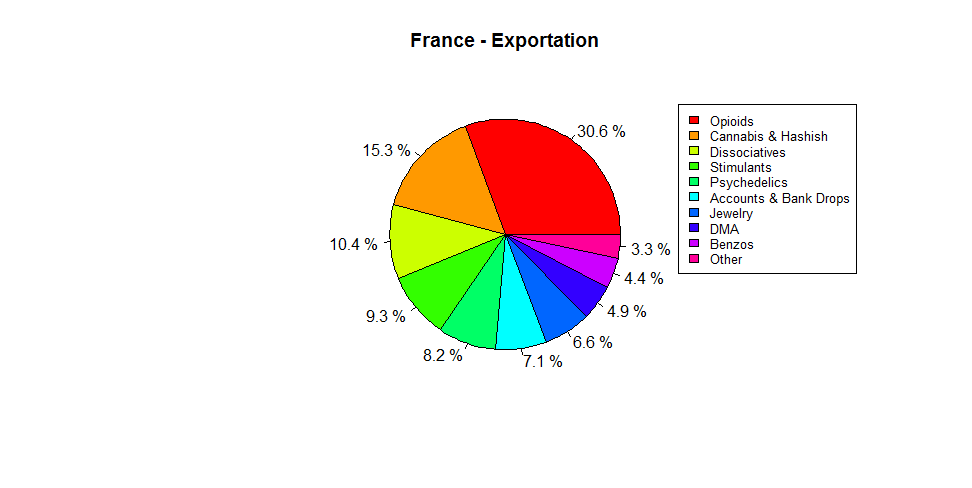 France - Exportation
30.6 %
15.3 %
10.4 %
9.3 %
8.2 %
7.1 %
6.6 %
4.9 %
4.4 %
3.3 %
Opioids
Cannabis & Hashish
Dissociatives
Stimulants
Psychedelics
Accounts & Bank Drops
Jewelry
DMA
Benzos
Other